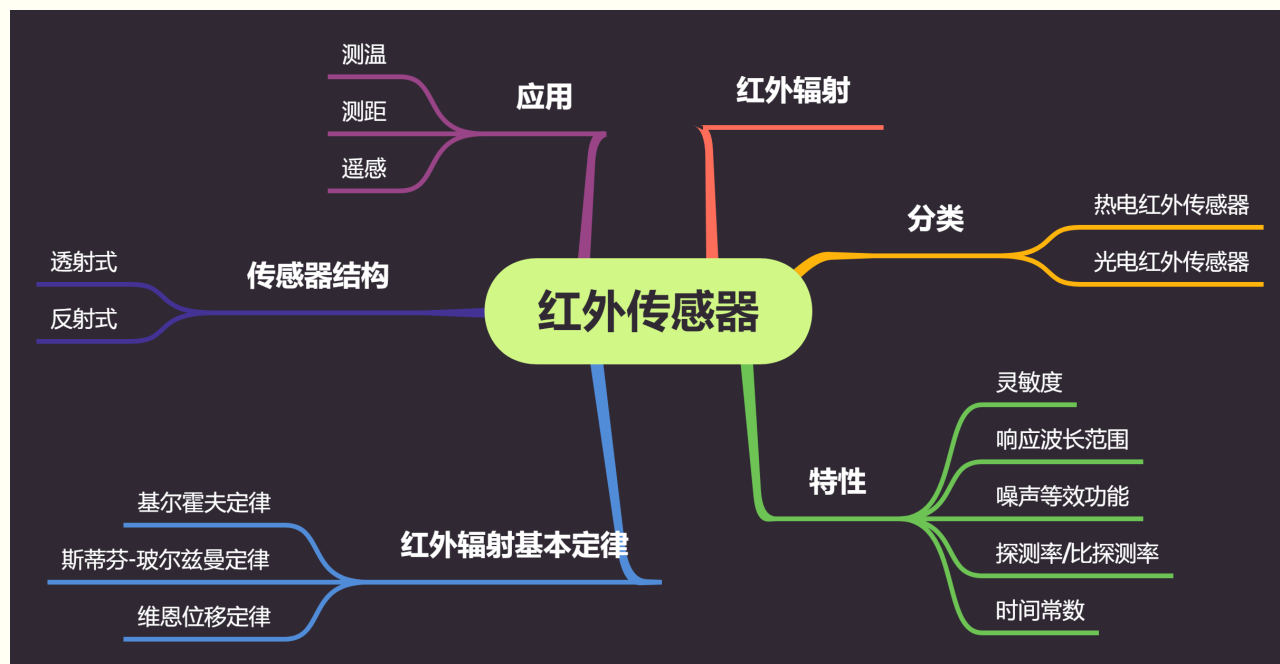 红外传感器
红外辐射
分类
热电红外传感器
光电红外传感器
特性
灵敏度
响应波长范围
噪声等效功能
探测率/比探测率
时间常数
红外辐射基本定律
基尔霍夫定律
斯蒂芬-玻尔兹曼定律
维恩位移定律
传感器结构
透射式
反射式
应用
测温
测距
遥感